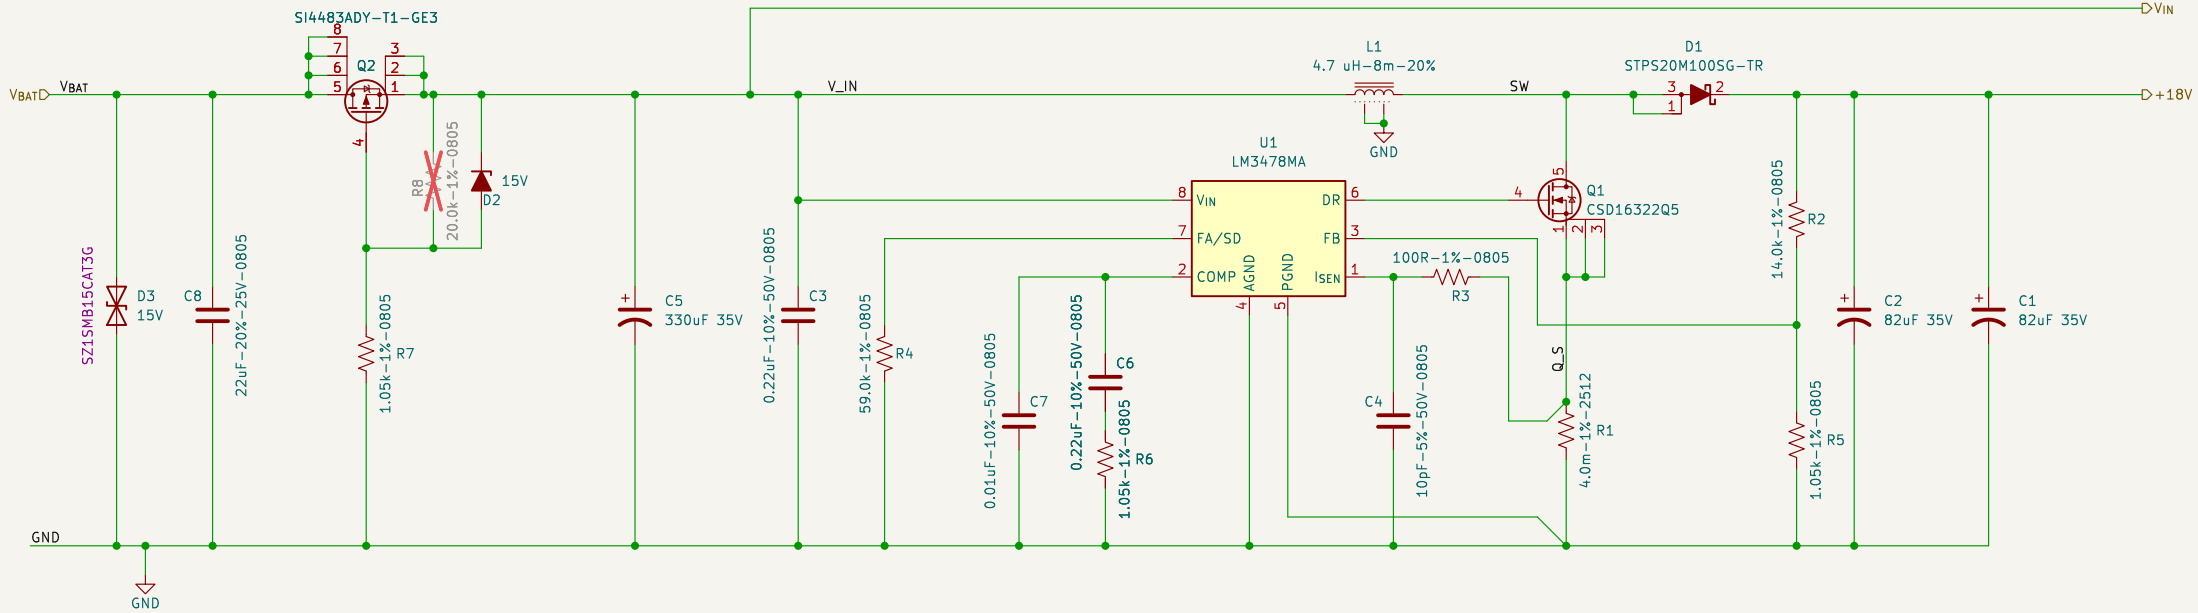 SI4483ADY-T1-GE3
8
7
6
5
3
2
1
Q2
4
VBAT
VBAT
V_IN
VIN
L1
4.7 uH-8m-20%
GND
SW
D1
STPS20M100SG-TR
3
1
2
+18V
R8
20.0k-1%-0805
15V
D2
U1
LM3478MA
8
VIN
7
FA/SD
2
COMP
AGND
4
PGND
5
DR
6
FB
3
ISEN
1
4
5
Q1
CSD16322Q5
1
2
3
100R-1%-0805
R3
14.0k-1%-0805
R2
SZ1SMB15CAT3G
D3
15V
C8
22uF-20%-25V-0805
1.05k-1%-0805
R7
C5
330uF 35V
0.22uF-10%-50V-0805
C3
59.0k-1%-0805
R4
0.01uF-10%-50V-0805
C7
0.22uF-10%-50V-0805
C6
1.05k-1%-0805
R6
C4
10pF-5%-50V-0805
Q_S
4.0m-1%-2512
R1
1.05k-1%-0805
R5
C2
82uF 35V
C1
82uF 35V
GND
GND